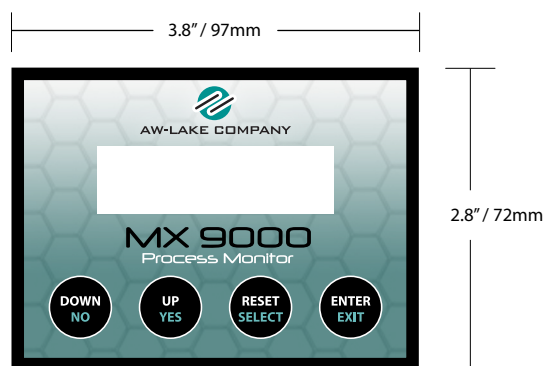 3.8” / 97mm
AW-LAKE COMPANY
2.8” / 72mm
MX 9000
Process Monitor
DOWN
NO
UP
YES
RESET
SELECT
ENTER
EXIT